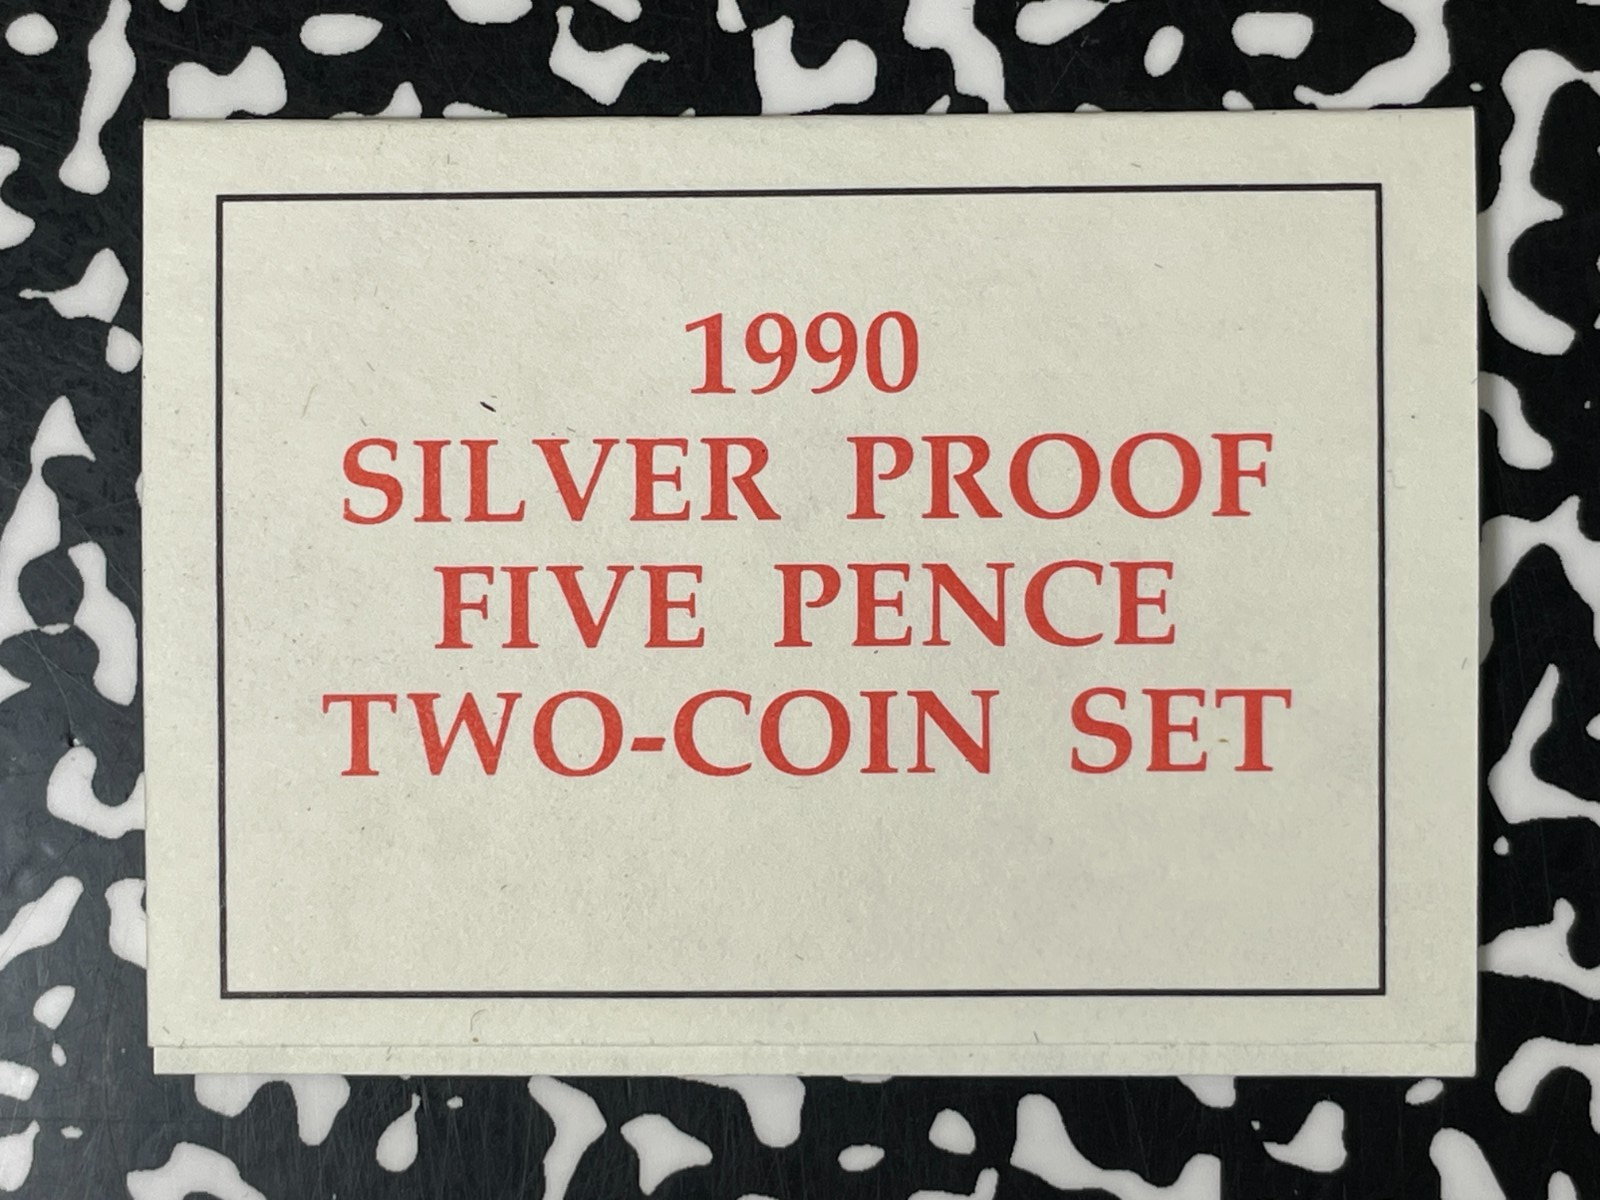 1990
SILVER PROOF
FIVE PENCE
TWO-COIN SET